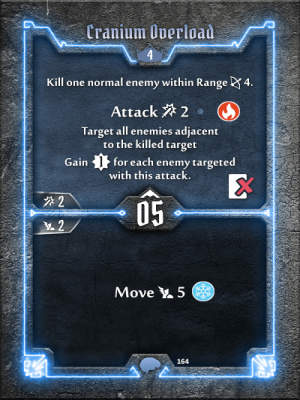 Cranium Overload
4
Kill one normal enemy within Range 4.
Attack 2
Target all enemies adjacent
to the killed target
Gain 1 for each enemy targeted
with this attack.
2
05
2
Move 5
164